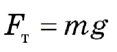 Fт = mg